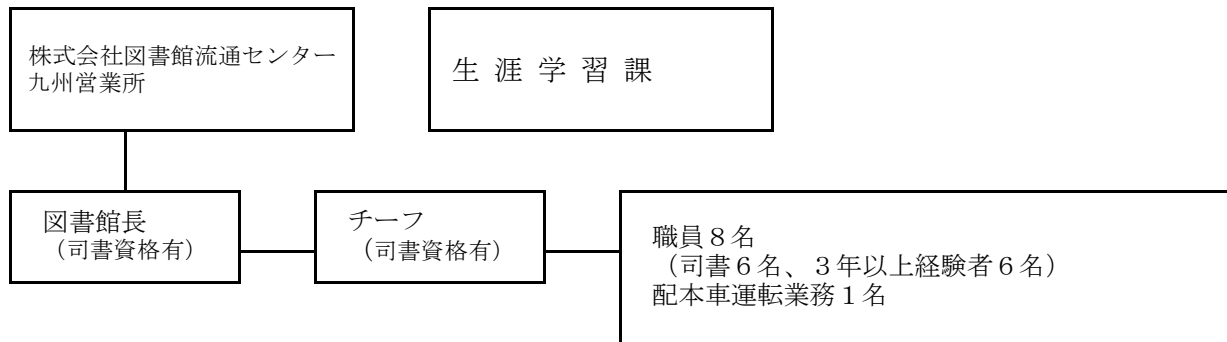 株式会社図書館流通センター
九州営業所
生 涯 学 習 課
図書館長
（司書資格有）
チーフ
（司書資格有）
職員８名
（司書６名、３年以上経験者６名）
配本車運転業務１名